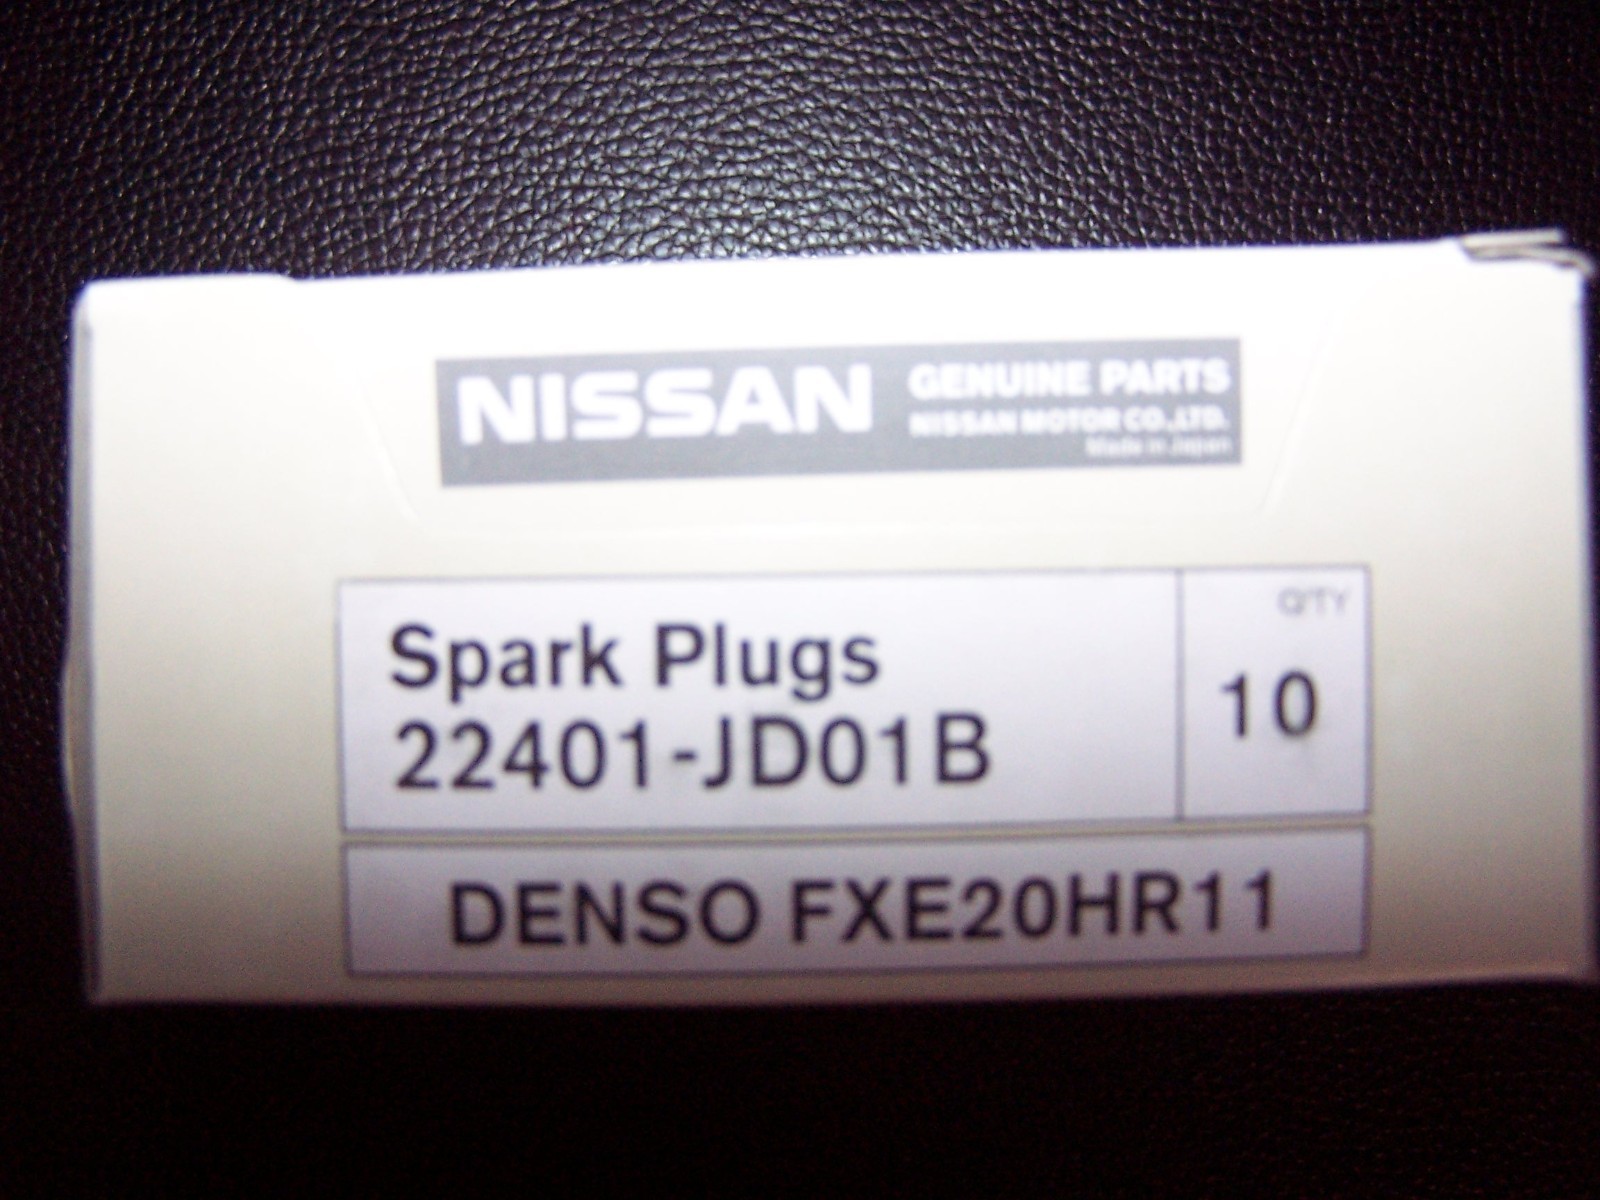 NISSAN
GENUINE PARTS
NISSAN MOTOR CO.,LTD.
Made in Japan
Spark Plugs
22401-JD01B
Q'TY
10
DENSO FXE20HR11